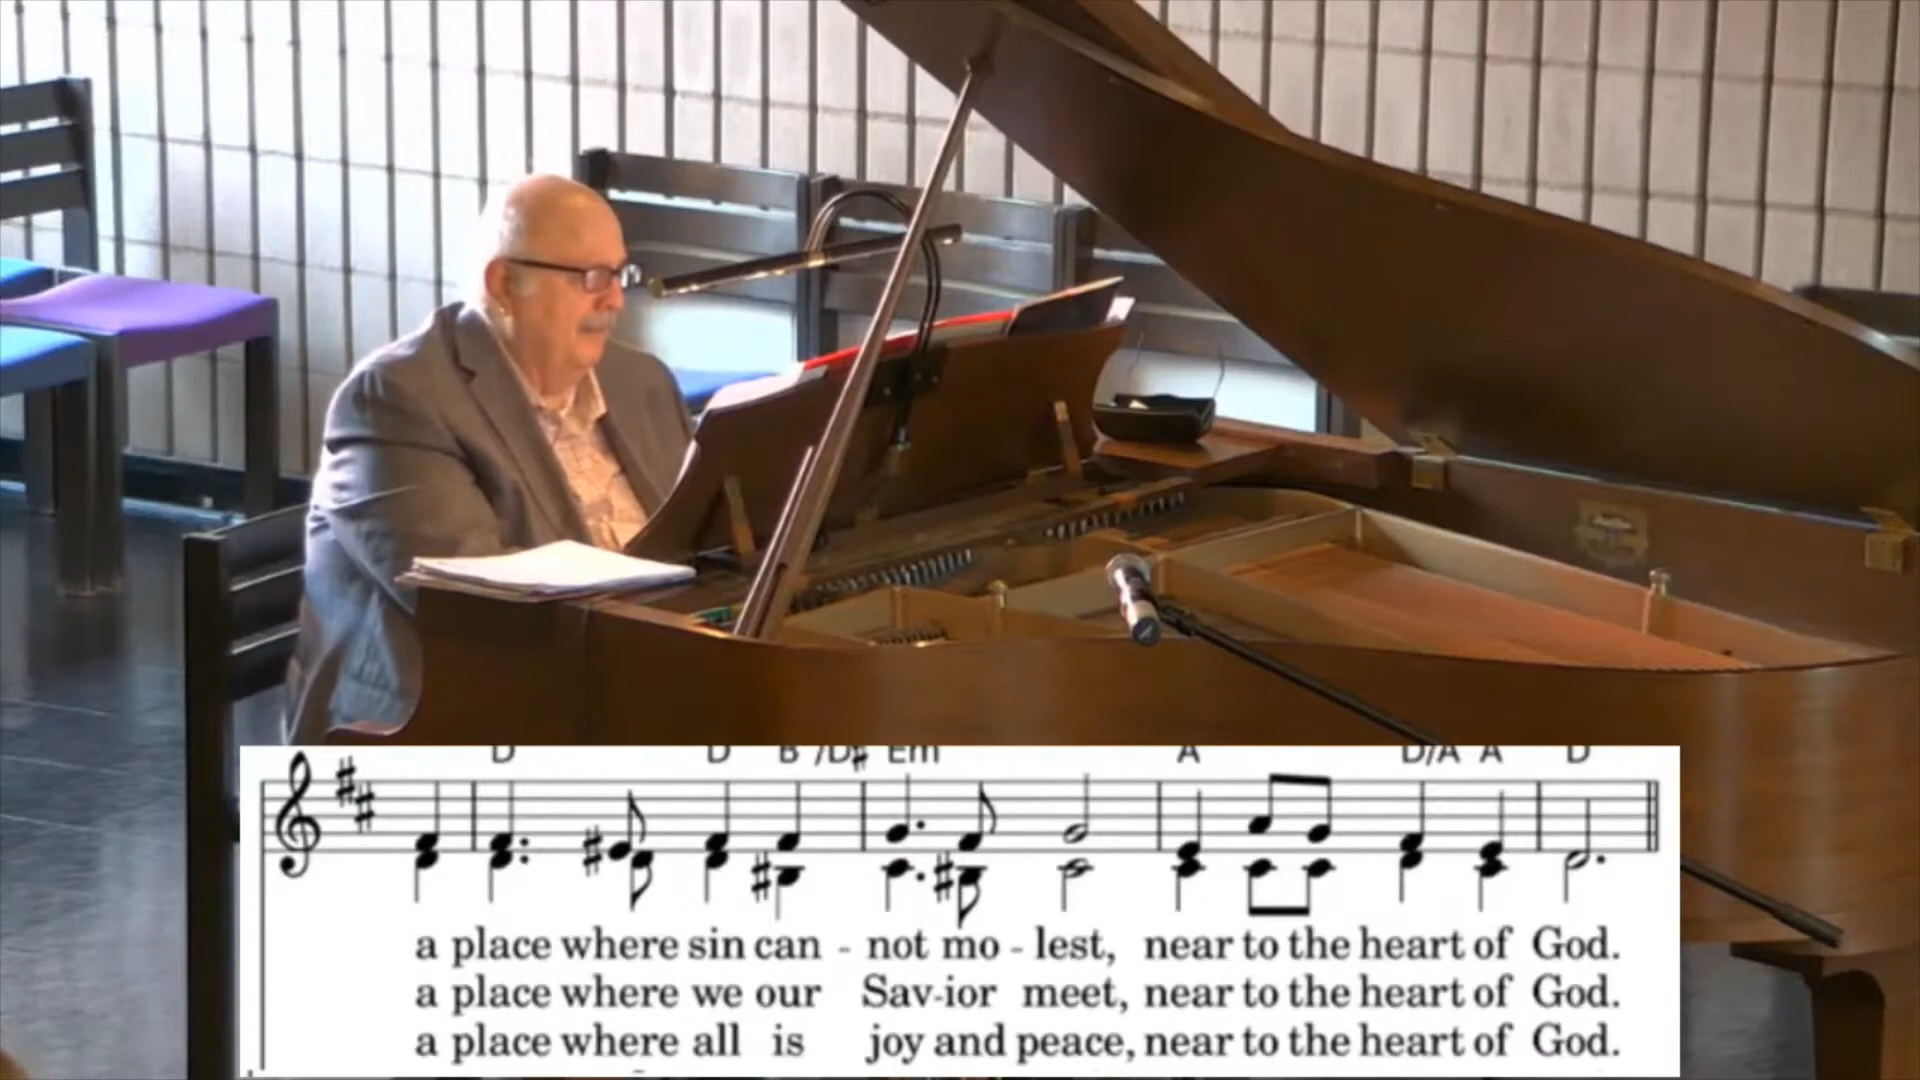 D D B /D# Em A D/A A D
a place where sin can - not mo - lest, near to the heart of God.
a place where we our Sav-ior meet, near to the heart of God.
a place where all is joy and peace, near to the heart of God.